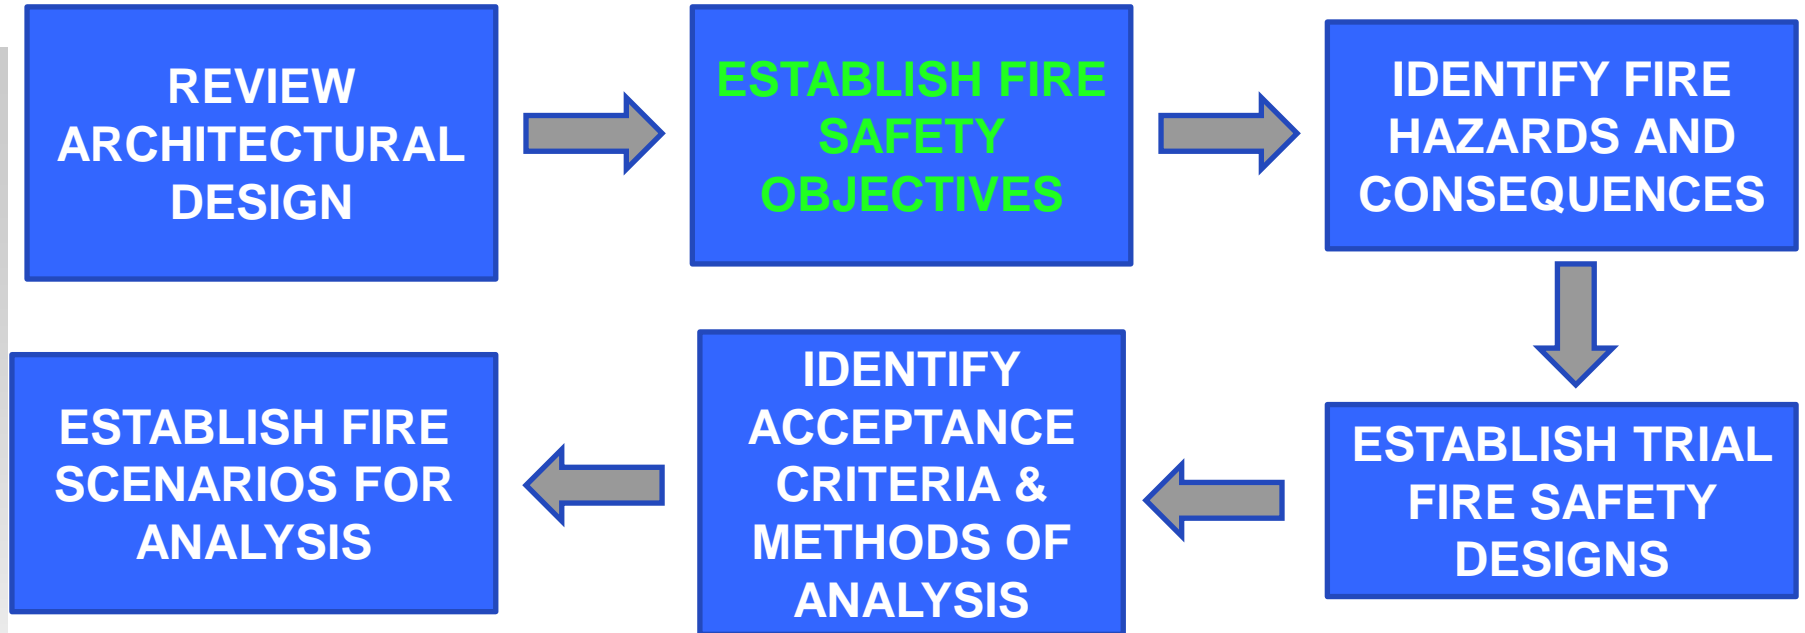 REVIEW
ARCHITECTURAL
DESIGN
ESTABLISH FIRE
SAFETY
OBJECTIVES
IDENTIFY FIRE
HAZARDS AND
CONSEQUENCES
ESTABLISH TRIAL
FIRE SAFETY
DESIGNS
IDENTIFY
ACCEPTANCE
CRITERIA &
METHODS OF
ANALYSIS
ESTABLISH FIRE
SCENARIOS FOR
ANALYSIS